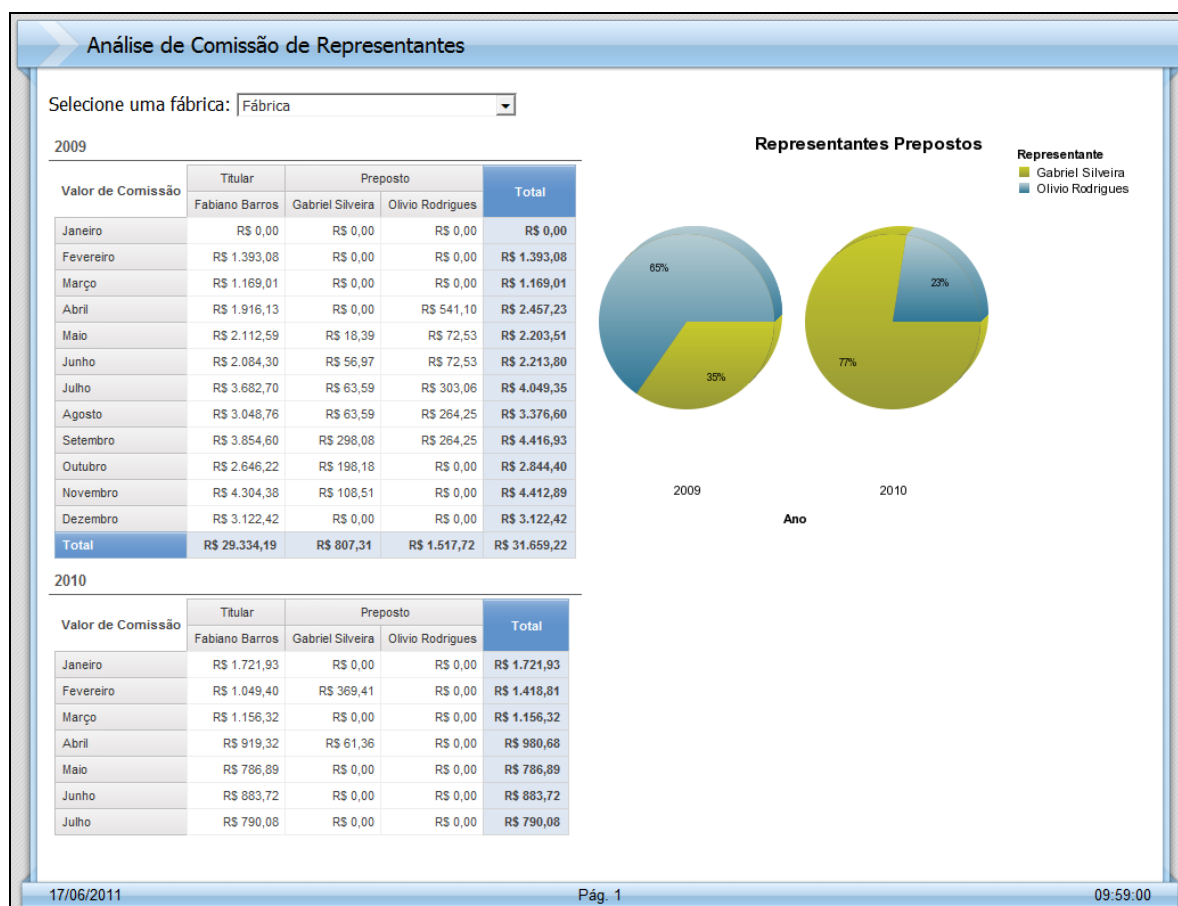 Análise de Comissão de Representantes
Selecione uma fábrica: Fábrica
2009
Valor de Comissão Titular Preposto Total
Fabiano Barros Gabriel Silveira Olivio Rodrigues
Janeiro R$ 0,00 R$ 0,00 R$ 0,00 R$ 0,00
Fevereiro R$ 1.393,08 R$ 0,00 R$ 0,00 R$ 1.393,08
Março R$ 1.169,01 R$ 0,00 R$ 0,00 R$ 1.169,01
Abril R$ 1.916,13 R$ 0,00 R$ 541,10 R$ 2.457,23
Maio R$ 2.112,59 R$ 18,39 R$ 72,53 R$ 2.203,51
Junho R$ 2.084,30 R$ 56,97 R$ 72,53 R$ 2.213,80
Julho R$ 3.682,70 R$ 63,59 R$ 303,06 R$ 4.049,35
Agosto R$ 3.048,76 R$ 63,59 R$ 264,25 R$ 3.376,60
Setembro R$ 3.854,60 R$ 298,08 R$ 264,25 R$ 4.416,93
Outubro R$ 2.646,22 R$ 198,18 R$ 0,00 R$ 2.844,40
Novembro R$ 4.304,38 R$ 108,51 R$ 0,00 R$ 4.412,89
Dezembro R$ 3.122,42 R$ 0,00 R$ 0,00 R$ 3.122,42
Total R$ 29.334,19 R$ 807,31 R$ 1.517,72 R$ 31.659,22
2010
Valor de Comissão Titular Preposto Total
Fabiano Barros Gabriel Silveira Olivio Rodrigues
Janeiro R$ 1.721,93 R$ 0,00 R$ 0,00 R$ 1.721,93
Fevereiro R$ 1.049,40 R$ 369,41 R$ 0,00 R$ 1.418,81
Março R$ 1.156,32 R$ 0,00 R$ 0,00 R$ 1.156,32
Abril R$ 919,32 R$ 61,36 R$ 0,00 R$ 980,68
Maio R$ 786,89 R$ 0,00 R$ 0,00 R$ 786,89
Junho R$ 883,72 R$ 0,00 R$ 0,00 R$ 883,72
Julho R$ 790,08 R$ 0,00 R$ 0,00 R$ 790,08
Representantes Prepostos
Representante
Gabriel Silveira
Olivio Rodrigues
65%
35%
23%
77%
2009 2010
Ano
17/06/2011 Pág. 1 09:59:00